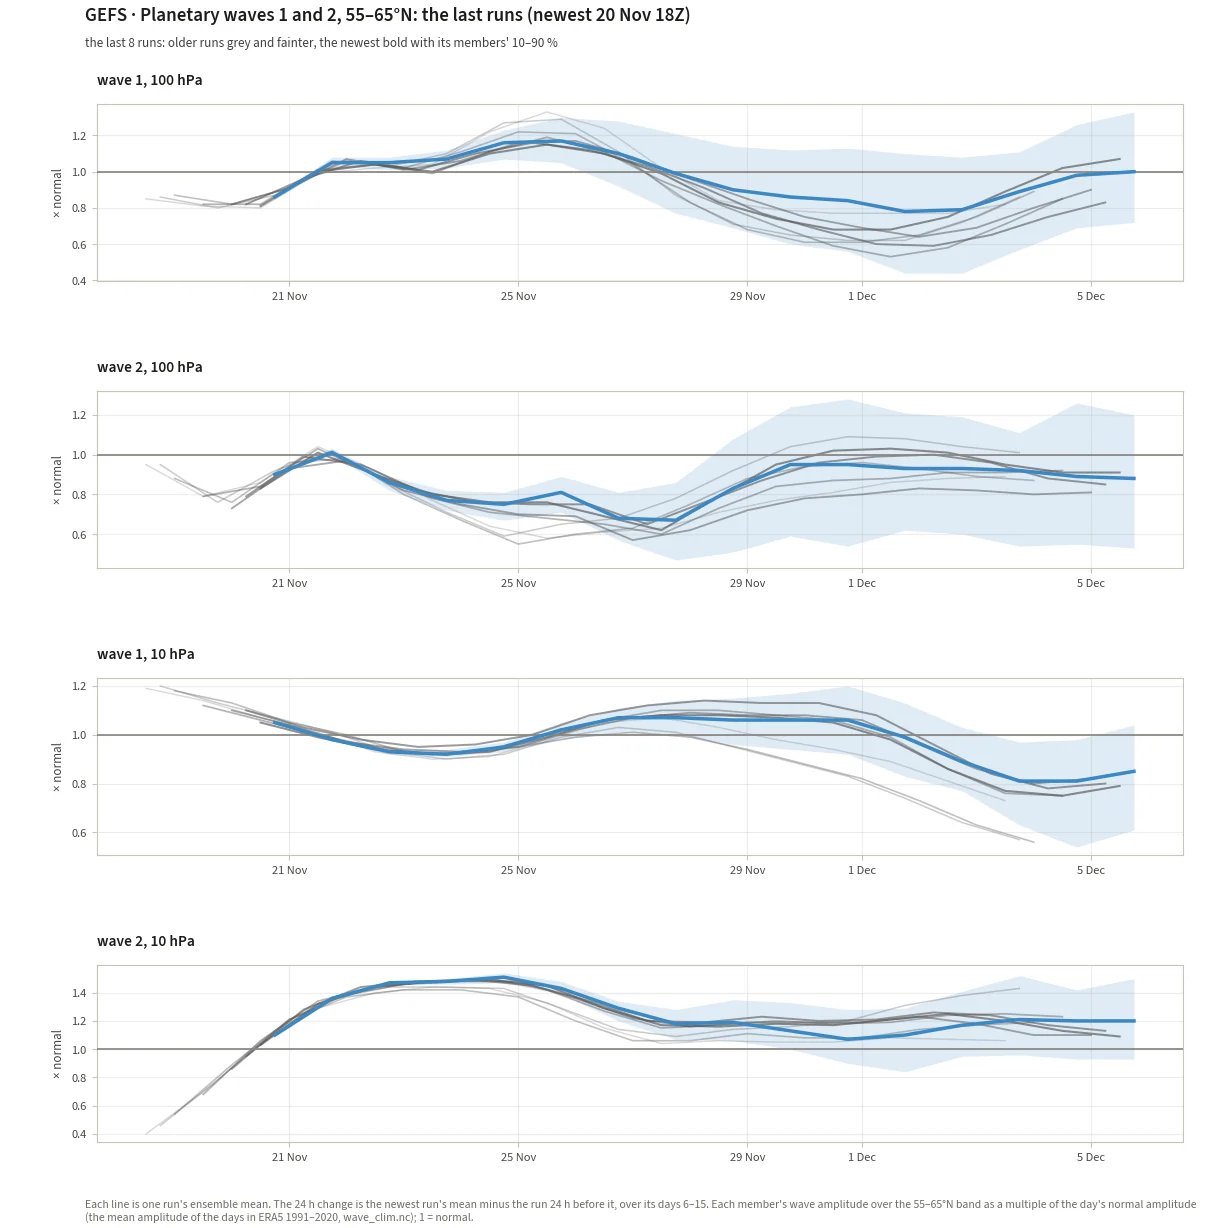 GEFS · Planetary waves 1 and 2, 55–65°N: the last runs (newest 20 Nov 18Z)
the last 8 runs: older runs grey and fainter, the newest bold with its members' 10–90 %
wave 1, 100 hPa
1.2
1.0
0.8
0.6
0.4
× normal
21 Nov
25 Nov
29 Nov
1 Dec
5 Dec
wave 2, 100 hPa
1.2
1.0
0.8
0.6
× normal
21 Nov
25 Nov
29 Nov
1 Dec
5 Dec
wave 1, 10 hPa
1.2
1.0
0.8
0.6
× normal
21 Nov
25 Nov
29 Nov
1 Dec
5 Dec
wave 2, 10 hPa
1.4
1.2
1.0
0.8
0.6
0.4
× normal
21 Nov
25 Nov
29 Nov
1 Dec
5 Dec
Each line is one run's ensemble mean. The 24 h change is the newest run's mean minus the run 24 h before it, over its days 6–15. Each member's wave amplitude over the 55–65°N band as a multiple of the day's normal amplitude
(the mean amplitude of the days in ERA5 1991–2020, wave_clim.nc); 1 = normal.